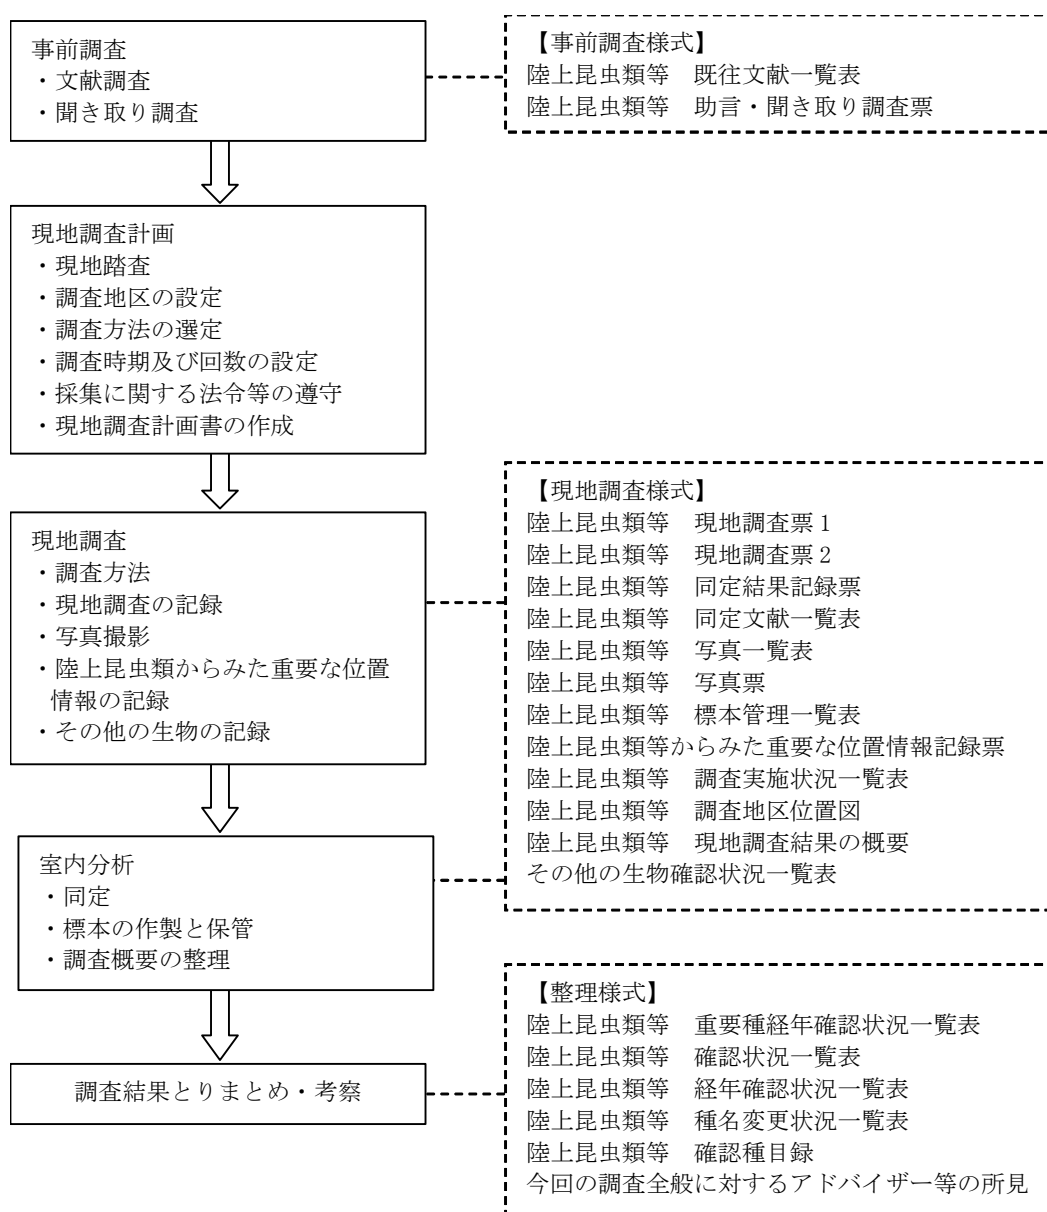 事前調査
・文献調査
・聞き取り調査
【事前調査様式】
陸上昆虫類等　既往文献一覧表
陸上昆虫類等　助言・聞き取り調査票
現地調査計画
・現地踏査
・調査地区の設定
・調査方法の選定
・調査時期及び回数の設定
・採集に関する法令等の遵守
・現地調査計画書の作成
現地調査
・調査方法
・現地調査の記録
・写真撮影
・陸上昆虫類からみた重要な位置
情報の記録
・その他の生物の記録
【現地調査様式】
陸上昆虫類等　現地調査票1
陸上昆虫類等　現地調査票2
陸上昆虫類等　同定結果記録票
陸上昆虫類等　同定文献一覧表
陸上昆虫類等　写真一覧表
陸上昆虫類等　写真票
陸上昆虫類等　標本管理一覧表
陸上昆虫類等からみた重要な位置情報記録票
陸上昆虫類等　調査実施状況一覧表
陸上昆虫類等　調査地区位置図
陸上昆虫類等　現地調査結果の概要
その他の生物確認状況一覧表
室内分析
・同定
・標本の作製と保管
・調査概要の整理
調査結果とりまとめ・考察
【整理様式】
陸上昆虫類等　重要種経年確認状況一覧表
陸上昆虫類等　確認状況一覧表
陸上昆虫類等　経年確認状況一覧表
陸上昆虫類等　種名変更状況一覧表
陸上昆虫類等　確認種目録
今回の調査全般に対するアドバイザー等の所見